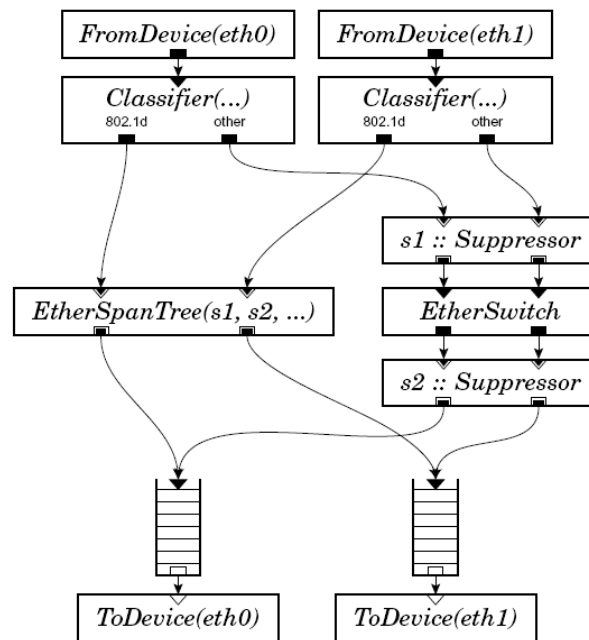 FromDevice(eth0)
FromDevice(eth1)
Classifier(...)
802.1d other
Classifier(...)
802.1d other
s1 :: Suppressor
EtherSpanTree(s1, s2, ...)
EtherSwitch
s2 :: Suppressor
ToDevice(eth0)
ToDevice(eth1)